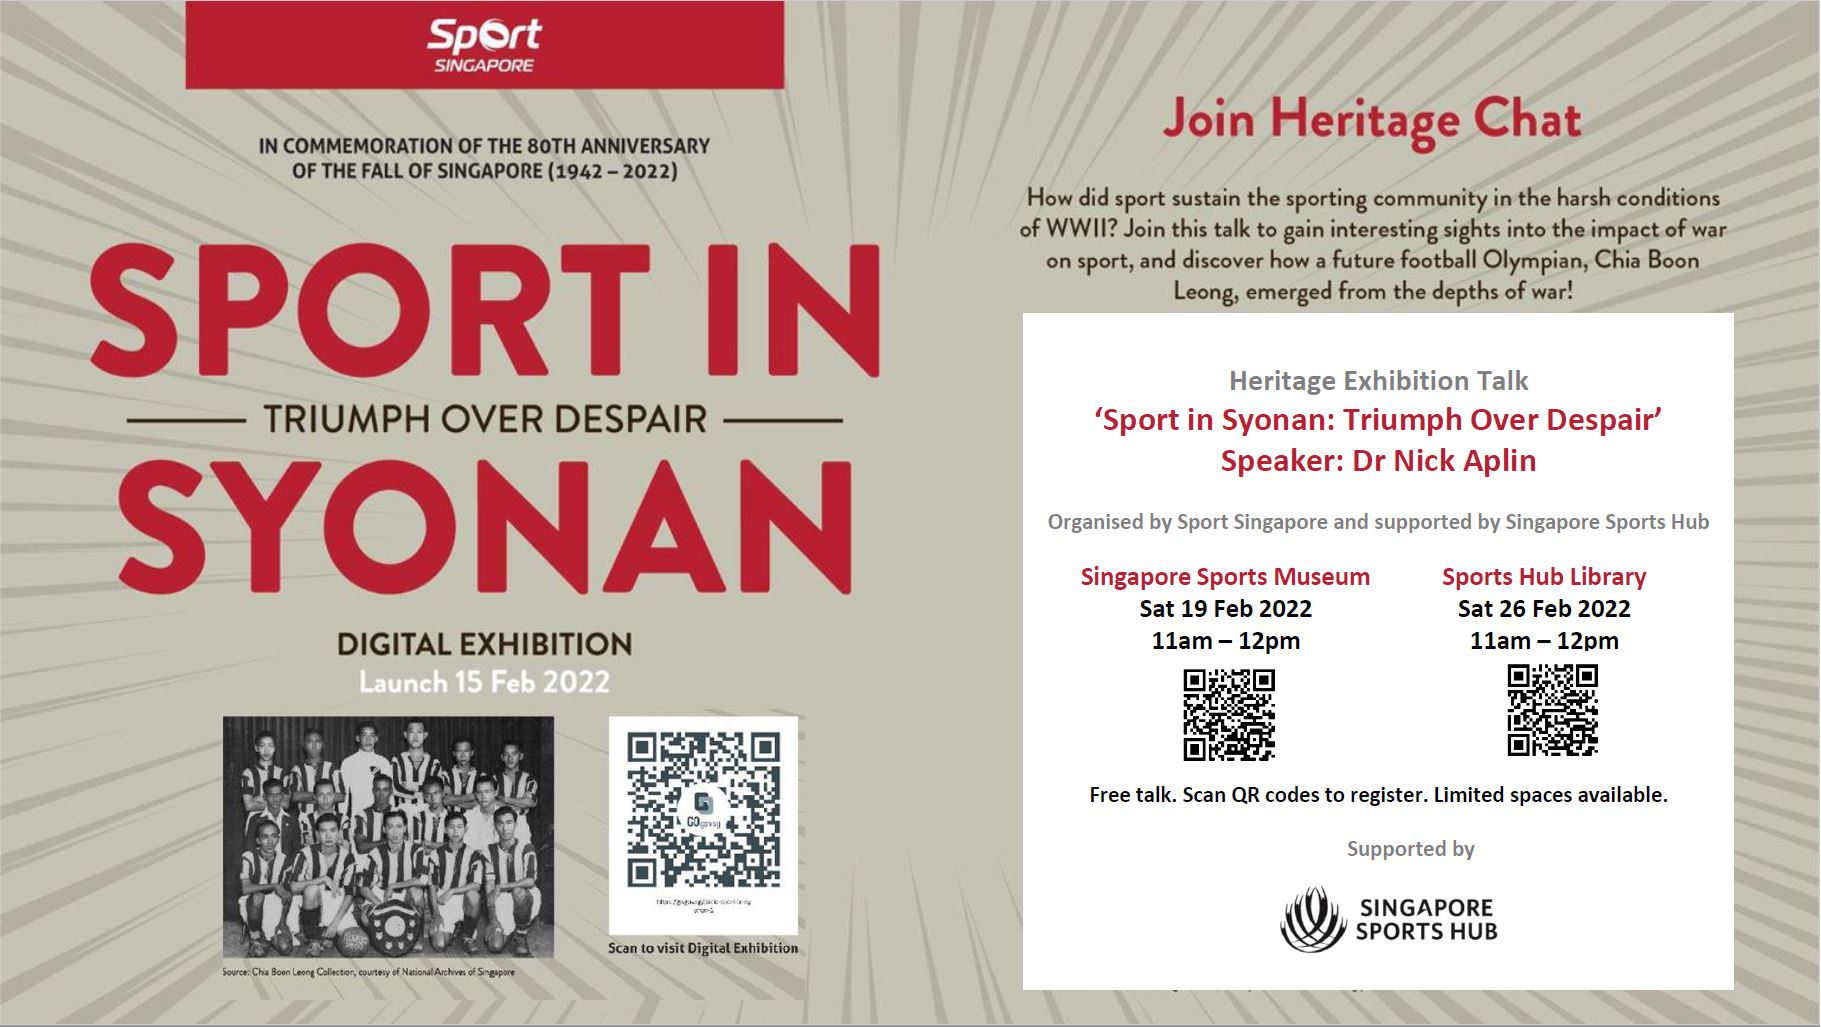 Sport
SINGAPORE
IN COMMEMORATION OF THE 80TH ANNIVERSARY
OF THE FALL OF SINGAPORE (1942 – 2022)
SPORT IN
TRIUMPH OVER DESPAIR
SYONAN
DIGITAL EXHIBITION
Launch 15 Feb 2022
GOgovsg
Scan to visit Digital Exhibition
Source: Chia Boon Leong Collection, courtesy of National Archives of Singapore
Join Heritage Chat
How did sport sustain the sporting community in the harsh conditions
of WWII? Join this talk to gain interesting sights into the impact of war
on sport, and discover how a future football Olympian, Chia Boon
Leong, emerged from the depths of war!
Heritage Exhibition Talk
‘Sport in Syonan: Triumph Over Despair’
Speaker: Dr Nick Aplin
Organised by Sport Singapore and supported by Singapore Sports Hub
Singapore Sports Museum
Sat 19 Feb 2022
11am – 12pm
Sports Hub Library
Sat 26 Feb 2022
11am – 12pm
Free talk. Scan QR codes to register. Limited spaces available.
Supported by
SINGAPORE
SPORTS HUB